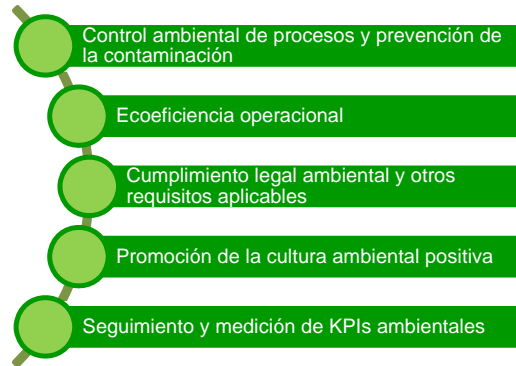 Control ambiental de procesos y prevención de
la contaminación
Ecoeficiencia operacional
Cumplimiento legal ambiental y otros
requisitos aplicables
Promoción de la cultura ambiental positiva
Seguimiento y medición de KPIs ambientales